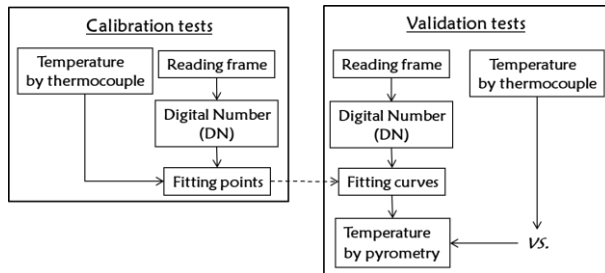 Calibration tests
Temperature
by thermocouple
Reading frame
Digital Number
(DN)
Fitting points
Validation tests
Reading frame
Temperature
by thermocouple
Digital Number
(DN)
Fitting curves
Temperature
by pyrometry
VS.